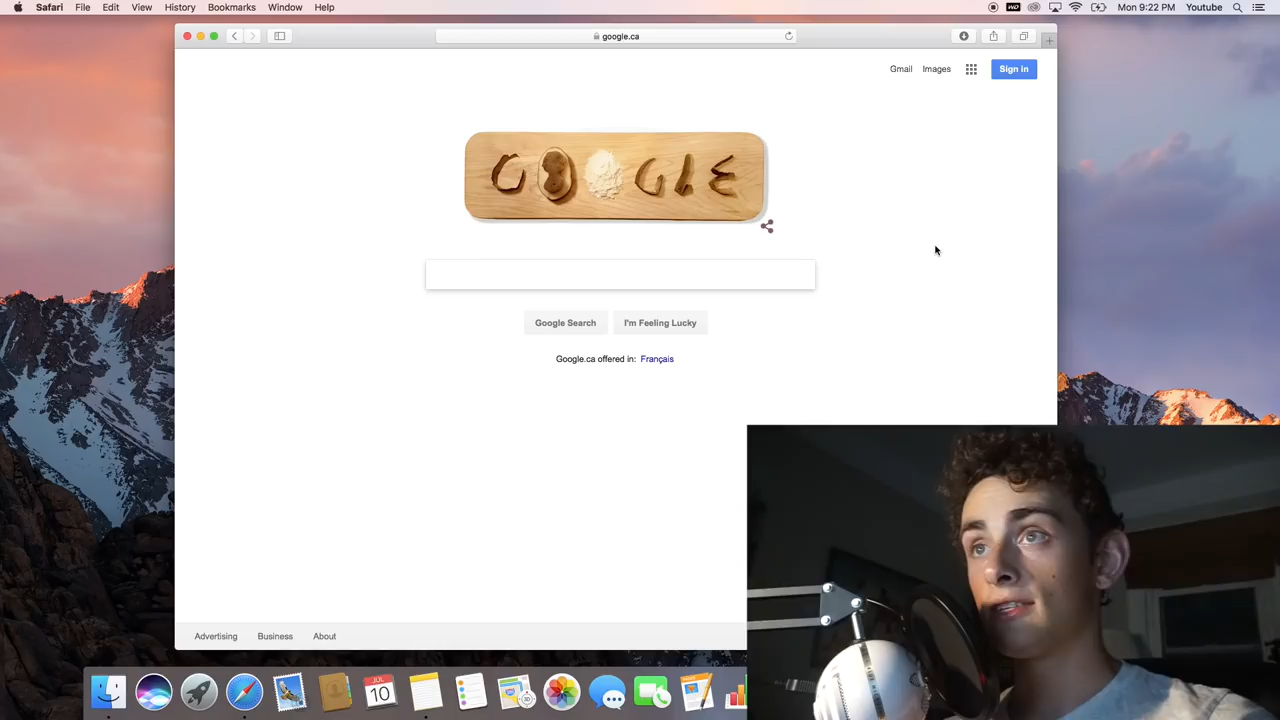 Safari File Edit View History Bookmarks Window Help WD Mon 9:22 PM Youtube
google.ca
Gmail Images Sign in
GOOGLE
Google Search I'm Feeling Lucky
Google.ca offered in: Français
Advertising Business About
JUL
10